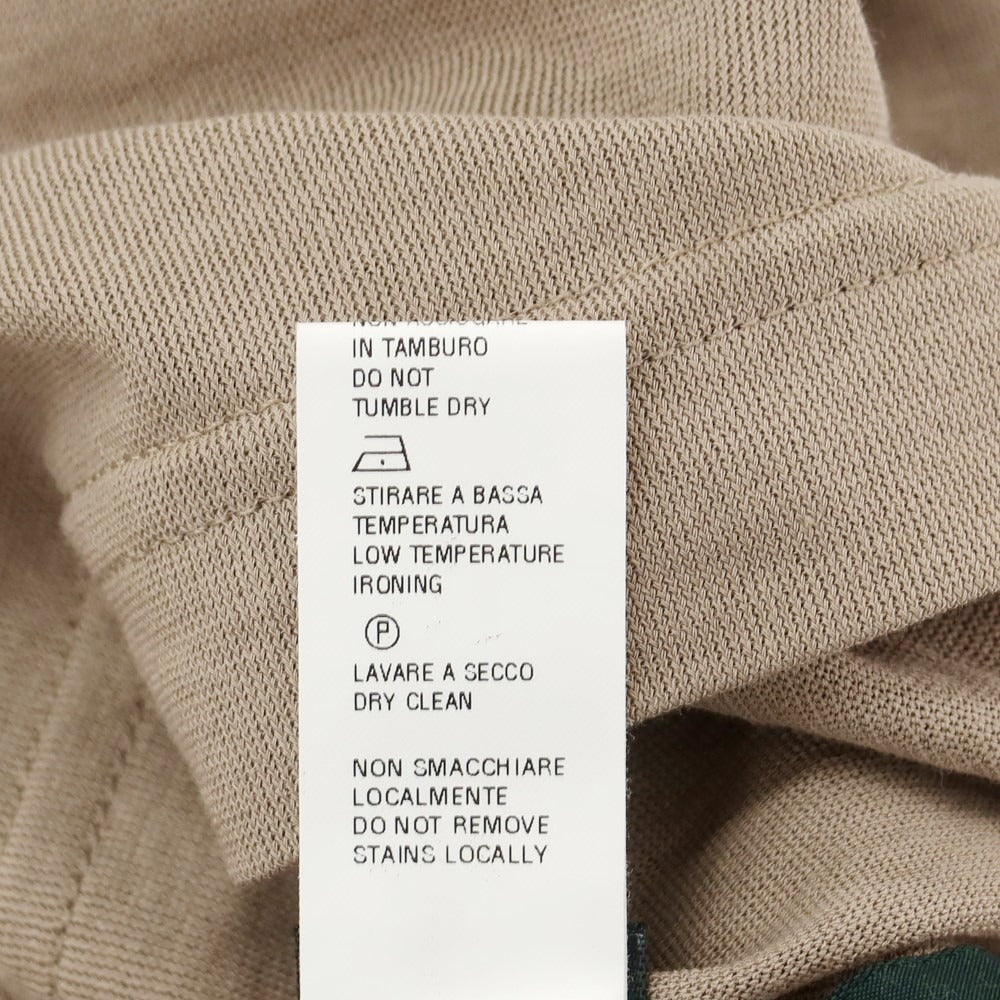 IN TAMBURO
DO NOT
TUMBLE DRY
STIRARE A BASSA
TEMPERATURA
LOW TEMPERATURE
IRONING
P
LAVARE A SECCO
DRY CLEAN
NON SMACCHIARE
LOCALMENTE
DO NOT REMOVE
STAINS LOCALLY